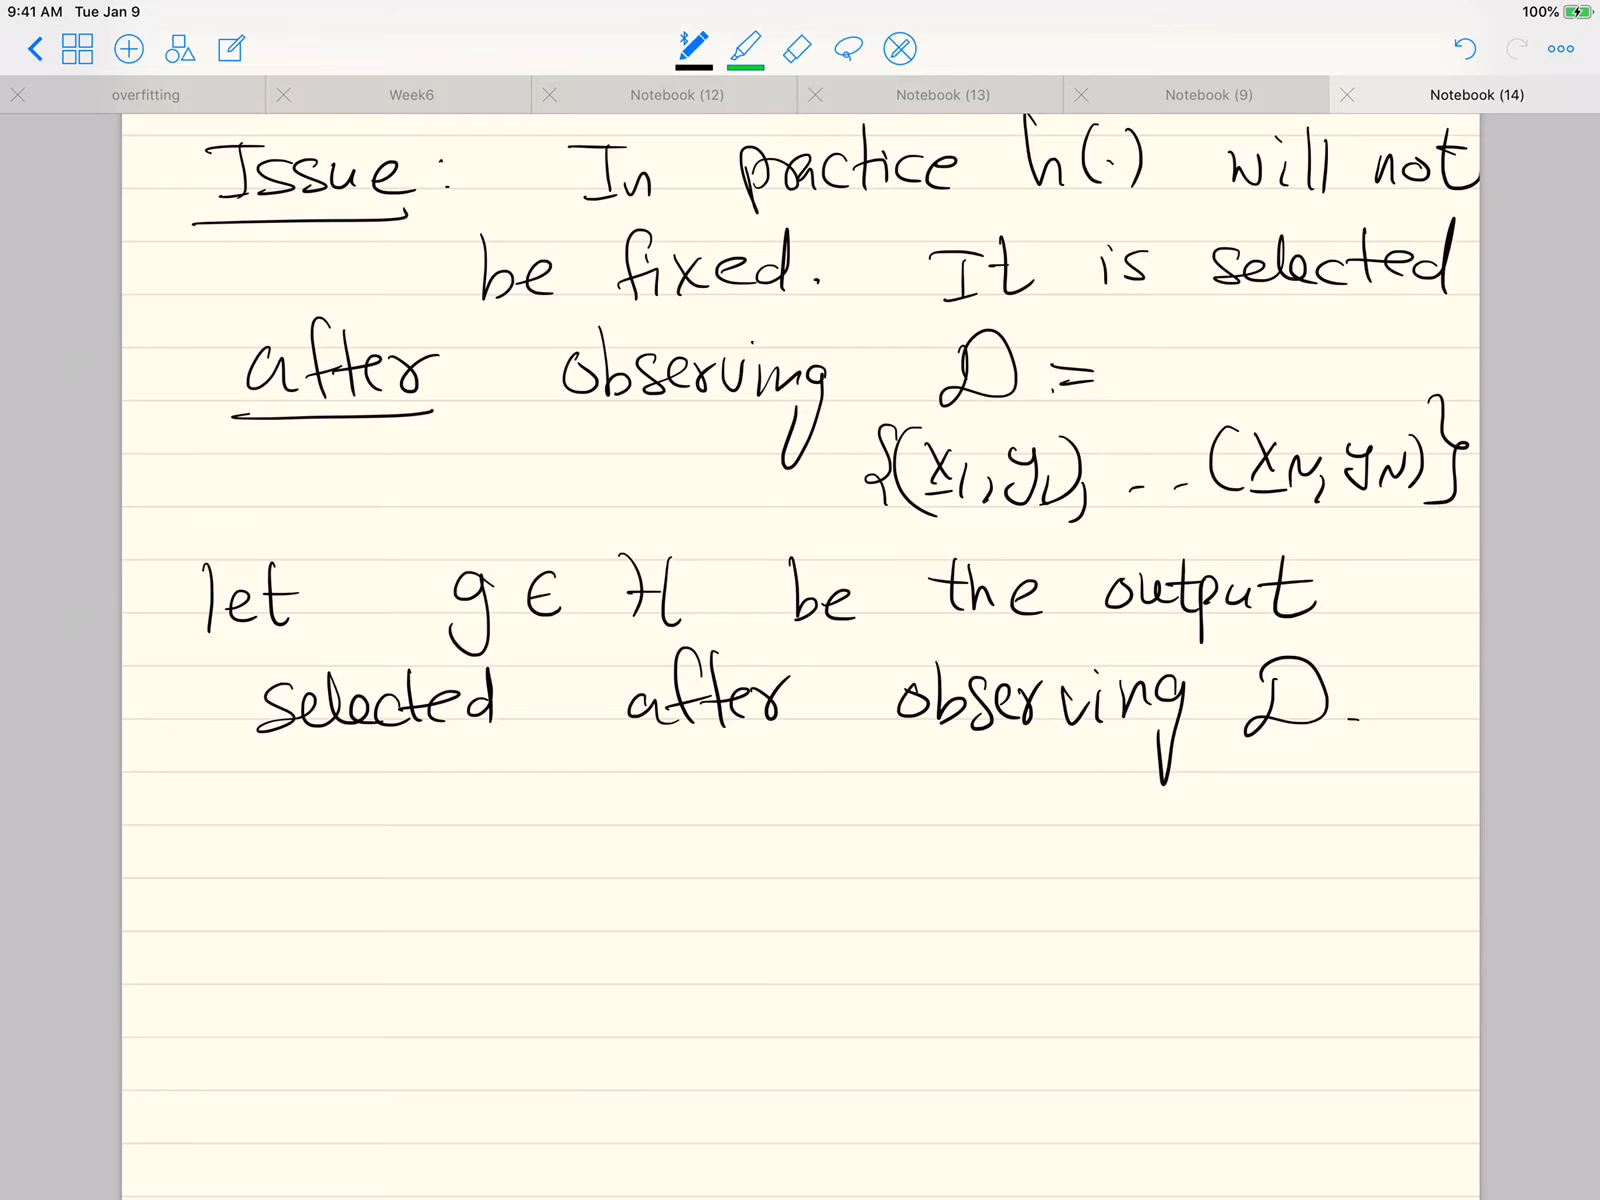 9:41 AM Tue Jan 9 100%
overfitting Week6 Notebook (12) Notebook (13) Notebook (9) Notebook (14)
Issue: In practice h(·) will not
be fixed. It is selected
after observing D =
{(x₁, y₁), ... (x_N, y_N)}
let g ∈ H be the output
selected after observing D.